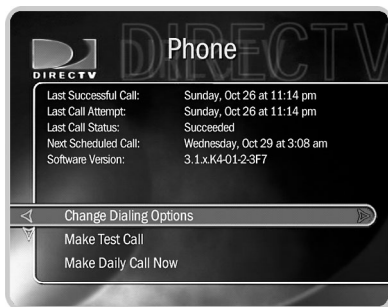 DIRECTV
Phone
DIRECTV
Last Successful Call: Sunday, Oct 26 at 11:14 pm
Last Call Attempt: Sunday, Oct 26 at 11:14 pm
Last Call Status: Succeeded
Next Scheduled Call: Wednesday, Oct 29 at 3:08 am
Software Version: 3.1.x.K4-01-2-3F7
Change Dialing Options
Make Test Call
Make Daily Call Now